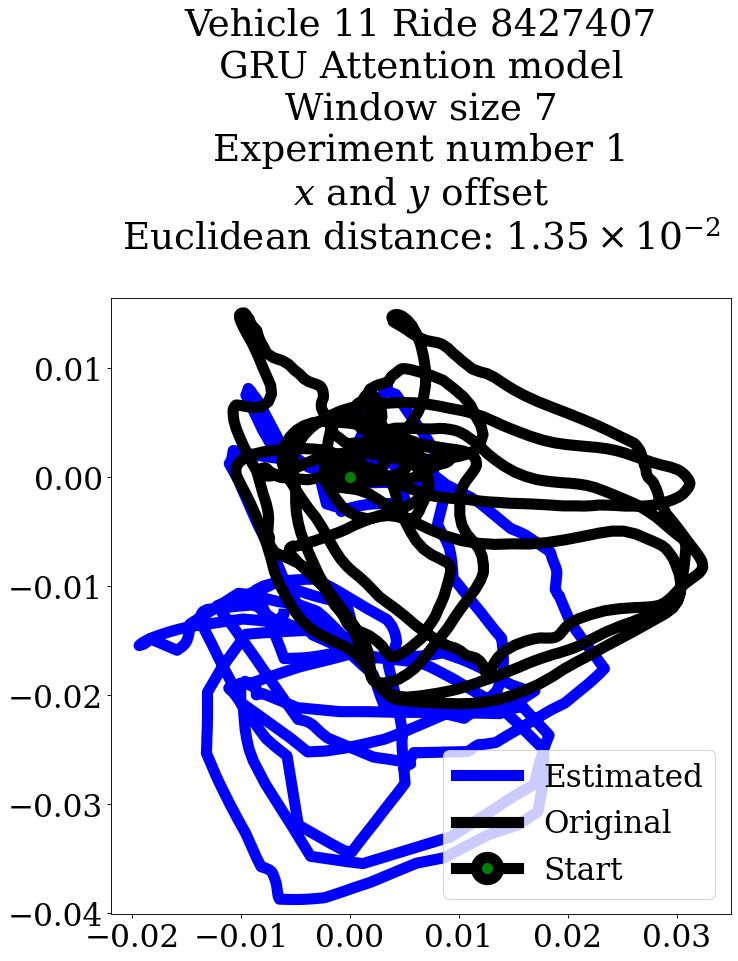 Vehicle 11 Ride 8427407
GRU Attention model
Window size 7
Experiment number 1
x and y offset
Euclidean distance: 1.35 × 10⁻²
0.01
0.00
−0.01
−0.02
−0.03
−0.04
Estimated
Original
Start
−0.02 −0.01 0.00 0.01 0.02 0.03